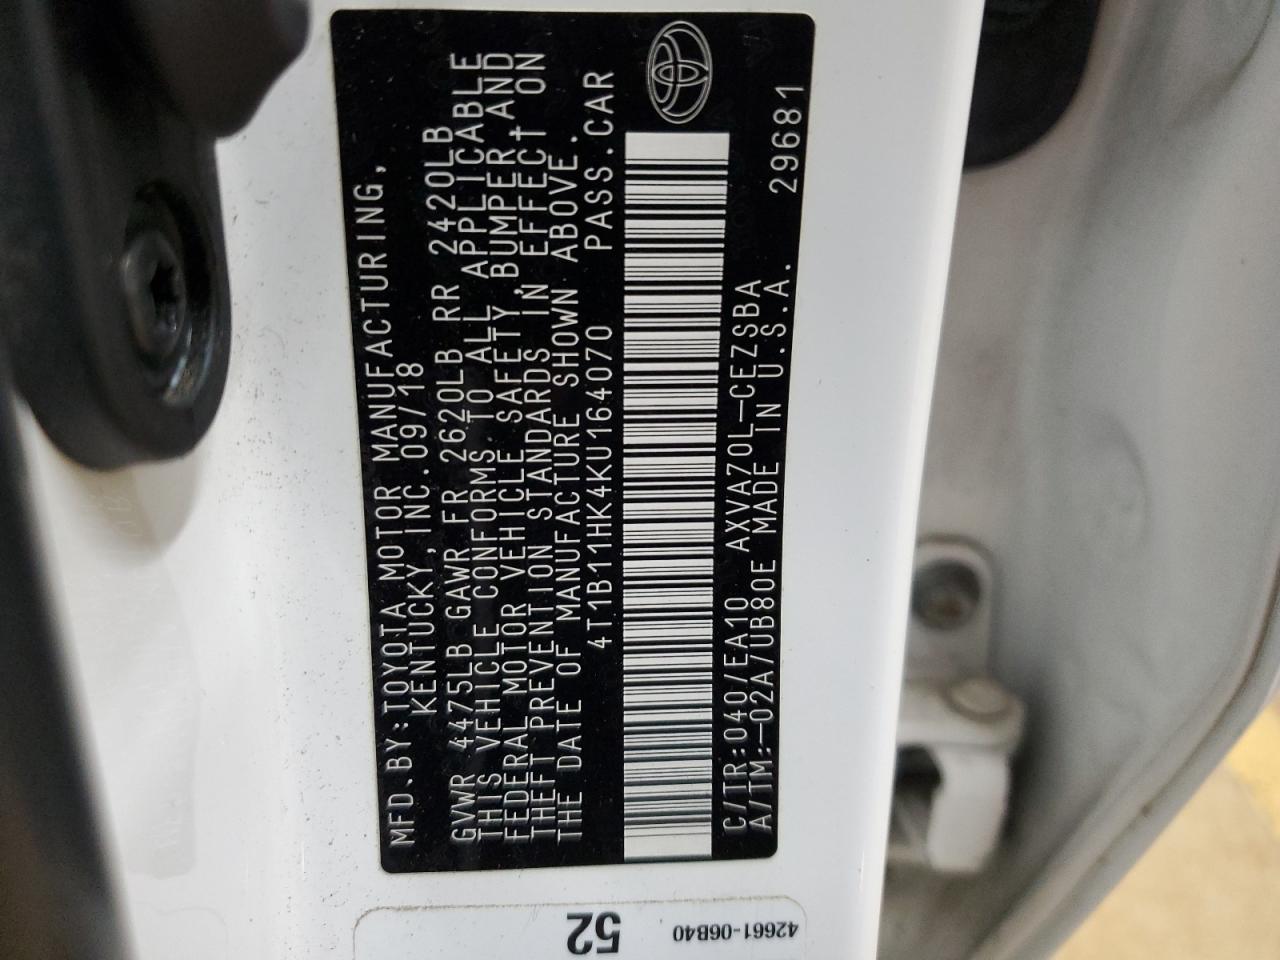 MFD.BY:TOYOTA MOTOR MANUFACTURING,
KENTUCKY, INC.09/18
GVWR 4475LB GAWR FR 2620LB RR 2420LB
THIS VEHICLE CONFORMS TO ALL APPLICABLE
FEDERAL MOTOR VEHICLE SAFETY, BUMPER, AND
THEFT PREVENTION STANDARDS IN EFFECT ON
THE DATE OF MANUFACTURE SHOWN ABOVE.
4T1B11HK4KU164070 PASS.CAR
C/TR:040/EA10 AXVA70L-CEZSBA
A/TM:-02A/UB80E MADE IN U.S.A. 29681
52
42661-06B40